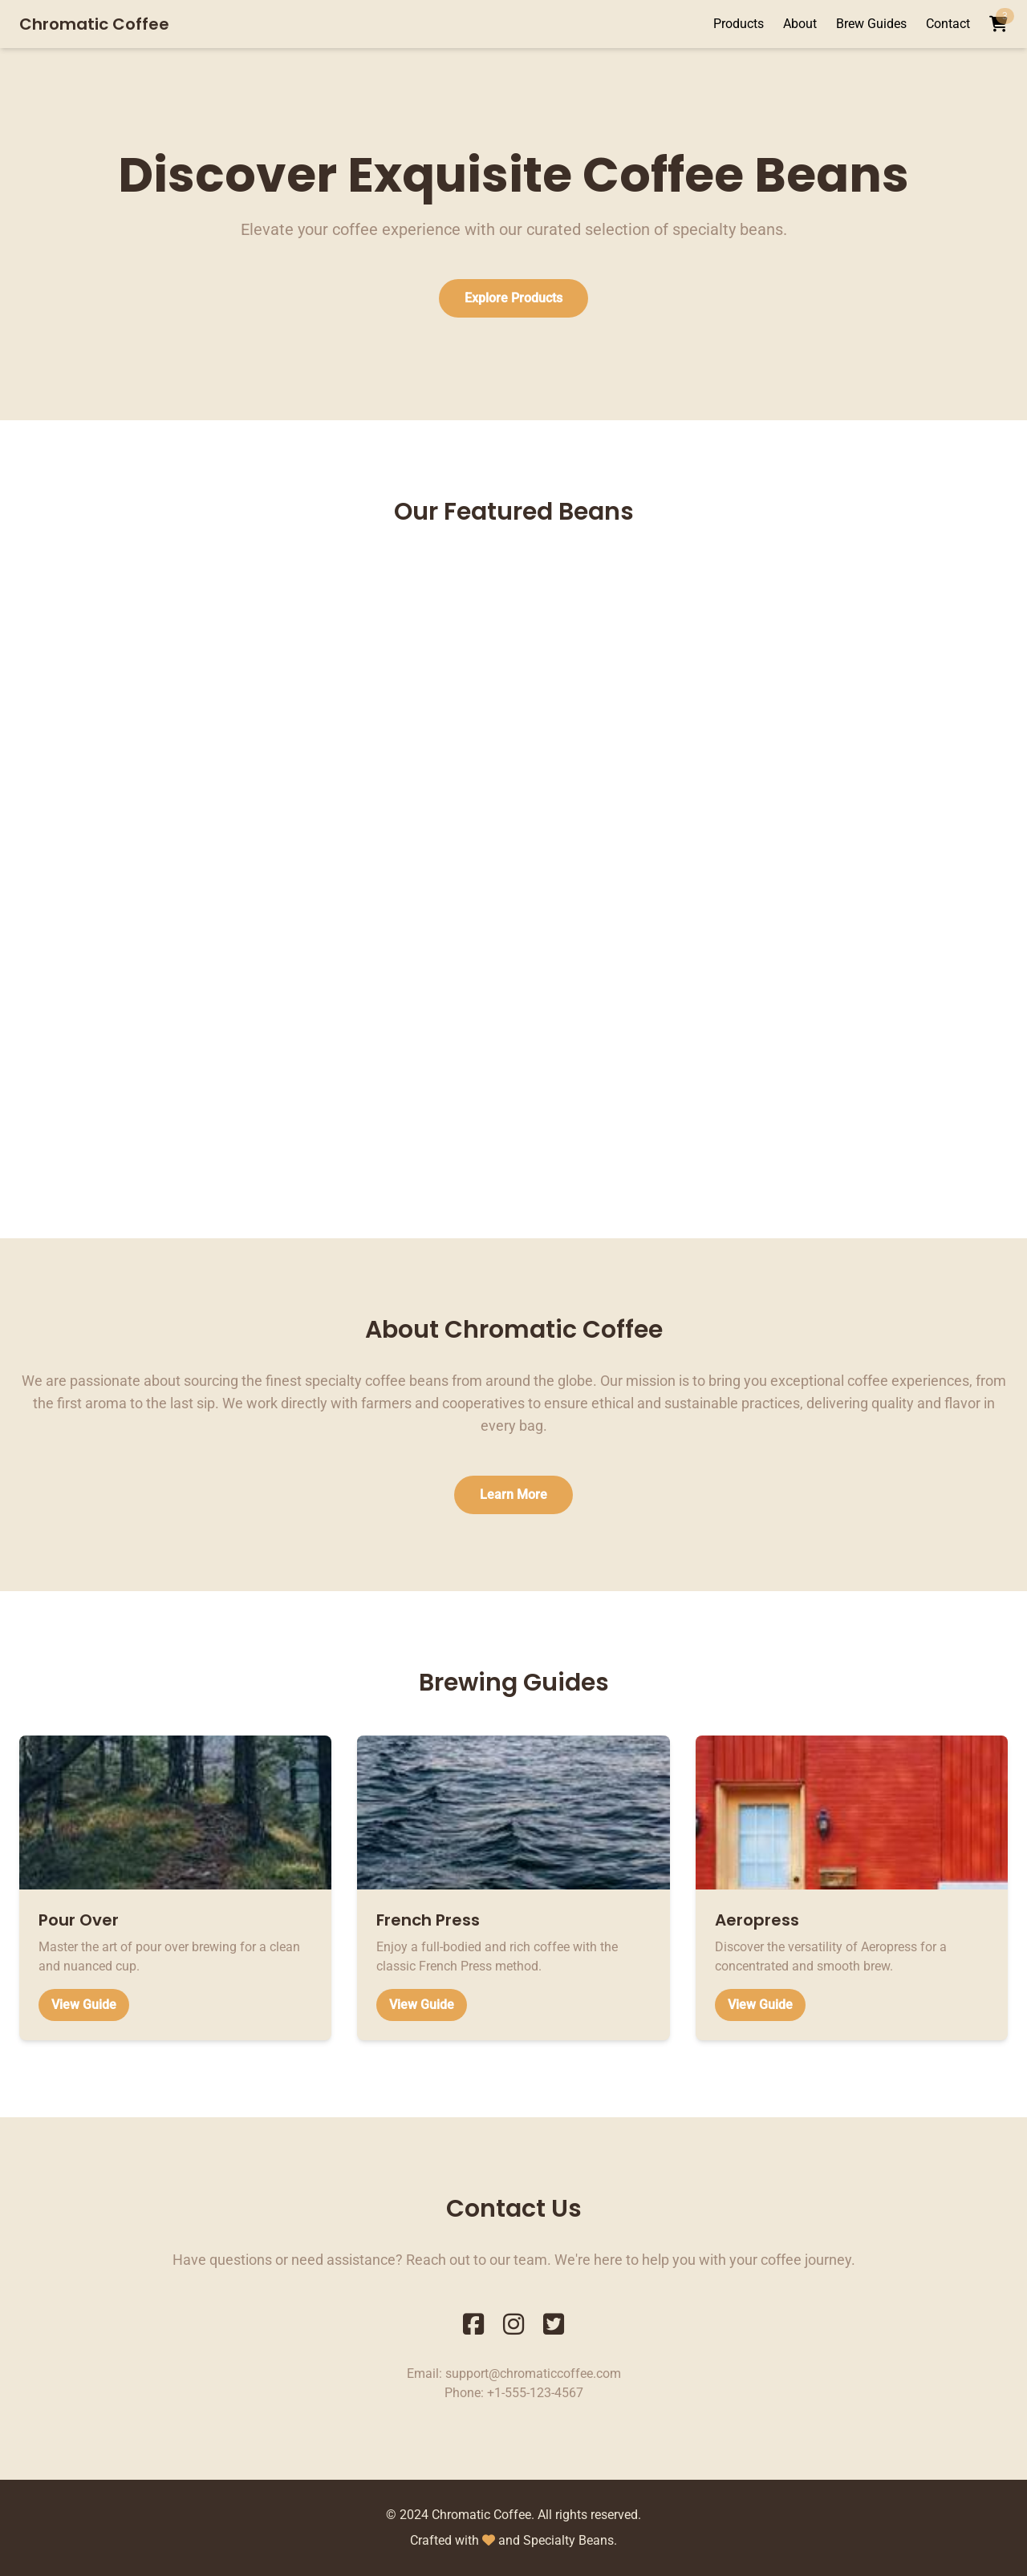 Chromatic Coffee
Products
About
Brew Guides
Contact
Discover Exquisite Coffee Beans
Elevate your coffee experience with our curated selection of specialty beans.
Explore Products
Our Featured Beans
About Chromatic Coffee
We are passionate about sourcing the finest specialty coffee beans from around the globe. Our mission is to bring you exceptional coffee experiences, from
the first aroma to the last sip. We work directly with farmers and cooperatives to ensure ethical and sustainable practices, delivering quality and flavor in
every bag.
Learn More
Brewing Guides
Pour Over
Master the art of pour over brewing for a clean
and nuanced cup.
View Guide
French Press
Enjoy a full-bodied and rich coffee with the
classic French Press method.
View Guide
Aeropress
Discover the versatility of Aeropress for a
concentrated and smooth brew.
View Guide
Contact Us
Have questions or need assistance? Reach out to our team. We're here to help you with your coffee journey.
Email: support@chromaticcoffee.com
Phone: +1-555-123-4567
© 2024 Chromatic Coffee. All rights reserved.
Crafted with and Specialty Beans.